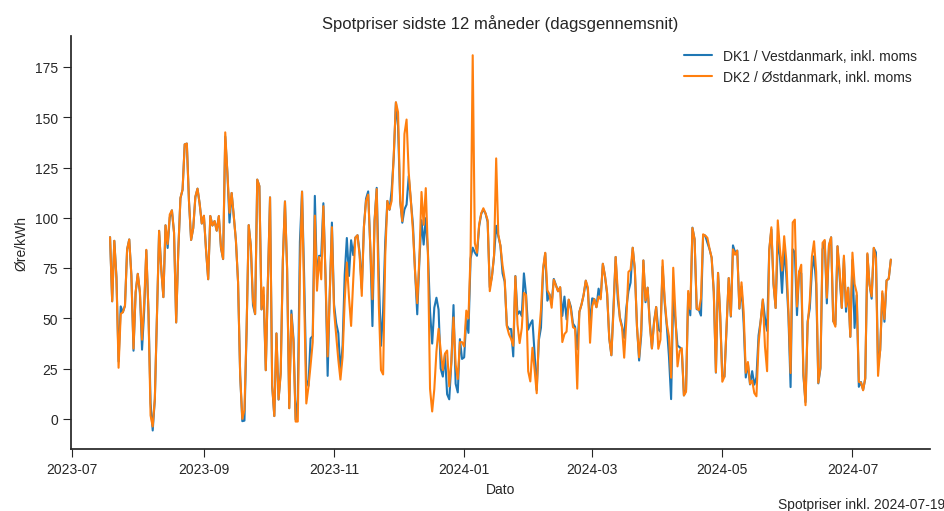 Spotpriser sidste 12 måneder (dagsgennemsnit)
DK1 / Vestdanmark, inkl. moms
DK2 / Østdanmark, inkl. moms
Øre/kWh
175
150
125
100
75
50
25
0
2023-07
2023-09
2023-11
2024-01
2024-03
2024-05
2024-07
Dato
Spotpriser inkl. 2024-07-19